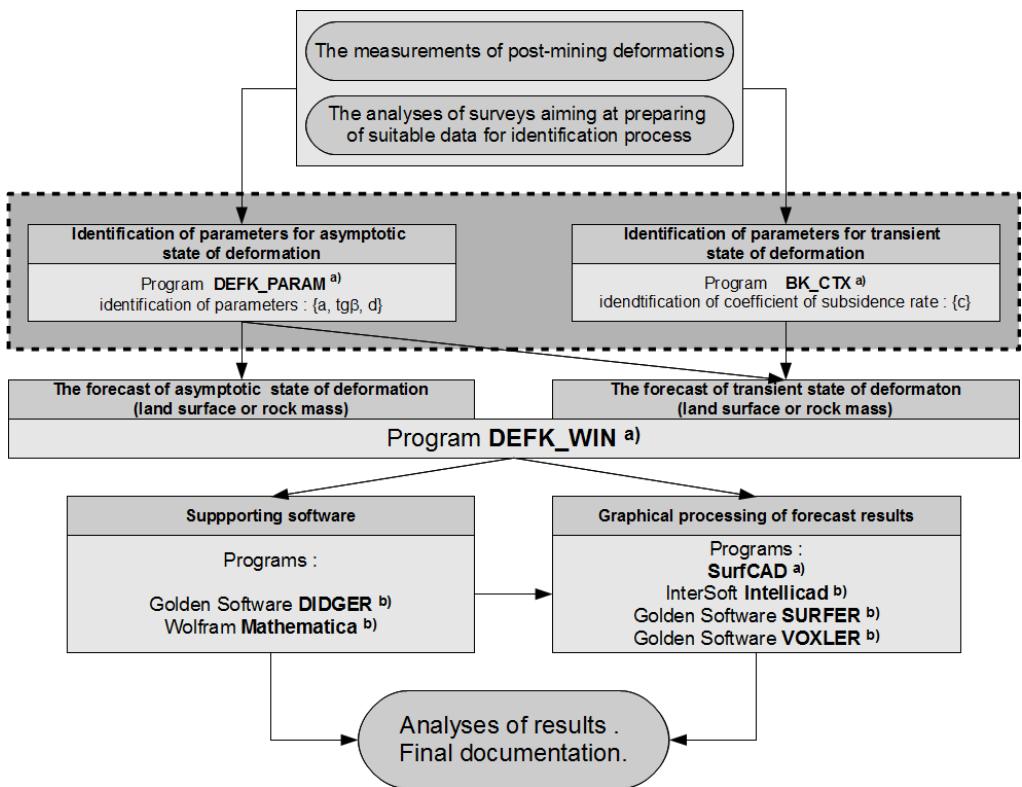 The measurements of post-mining deformations
The analyses of surveys aiming at preparing
of suitable data for identification process
Identification of parameters for asymptotic
state of deformation
Program DEFK_PARAM a)
identification of parameters : {a, tgβ, d}
Identification of parameters for transient
state of deformation
Program BK_CTX a)
idendtification of coefficient of subsidence rate : {c}
The forecast of asymptotic state of deformation
(land surface or rock mass)
The forecast of transient state of deformaton
(land surface or rock mass)
Program DEFK_WIN a)
Suppporting software
Programs :
Golden Software DIDGER b)
Wolfram Mathematica b)
Graphical processing of forecast results
Programs :
SurfCAD a)
InterSoft Intellicad b)
Golden Software SURFER b)
Golden Software VOXLER b)
Analyses of results .
Final documentation.